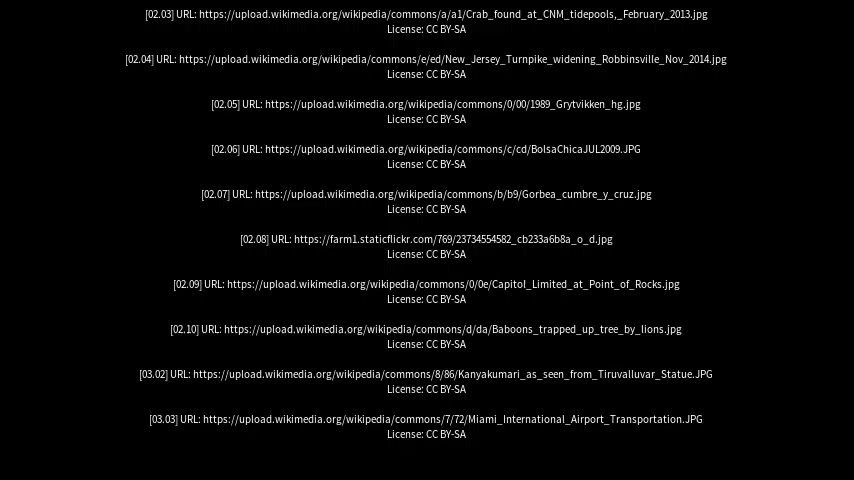 [02.03] URL: https://upload.wikimedia.org/wikipedia/commons/a/a1/Crab_found_at_CNM_tidepools,_February_2013.jpg
License: CC BY-SA
[02.04] URL: https://upload.wikimedia.org/wikipedia/commons/e/ed/New_Jersey_Turnpike_widening_Robbinsville_Nov_2014.jpg
License: CC BY-SA
[02.05] URL: https://upload.wikimedia.org/wikipedia/commons/0/00/1989_Grytvikken_hg.jpg
License: CC BY-SA
[02.06] URL: https://upload.wikimedia.org/wikipedia/commons/c/cd/BolsaChicaJUL2009.JPG
License: CC BY-SA
[02.07] URL: https://upload.wikimedia.org/wikipedia/commons/b/b9/Gorbea_cumbre_y_cruz.jpg
License: CC BY-SA
[02.08] URL: https://farm1.staticflickr.com/769/23734554582_cb233a6b8a_o_d.jpg
License: CC BY-SA
[02.09] URL: https://upload.wikimedia.org/wikipedia/commons/0/0e/Capitol_Limited_at_Point_of_Rocks.jpg
License: CC BY-SA
[02.10] URL: https://upload.wikimedia.org/wikipedia/commons/d/da/Baboons_trapped_up_tree_by_lions.jpg
License: CC BY-SA
[03.02] URL: https://upload.wikimedia.org/wikipedia/commons/8/86/Kanyakumari_as_seen_from_Tiruvalluvar_Statue.JPG
License: CC BY-SA
[03.03] URL: https://upload.wikimedia.org/wikipedia/commons/7/72/Miami_International_Airport_Transportation.JPG
License: CC BY-SA